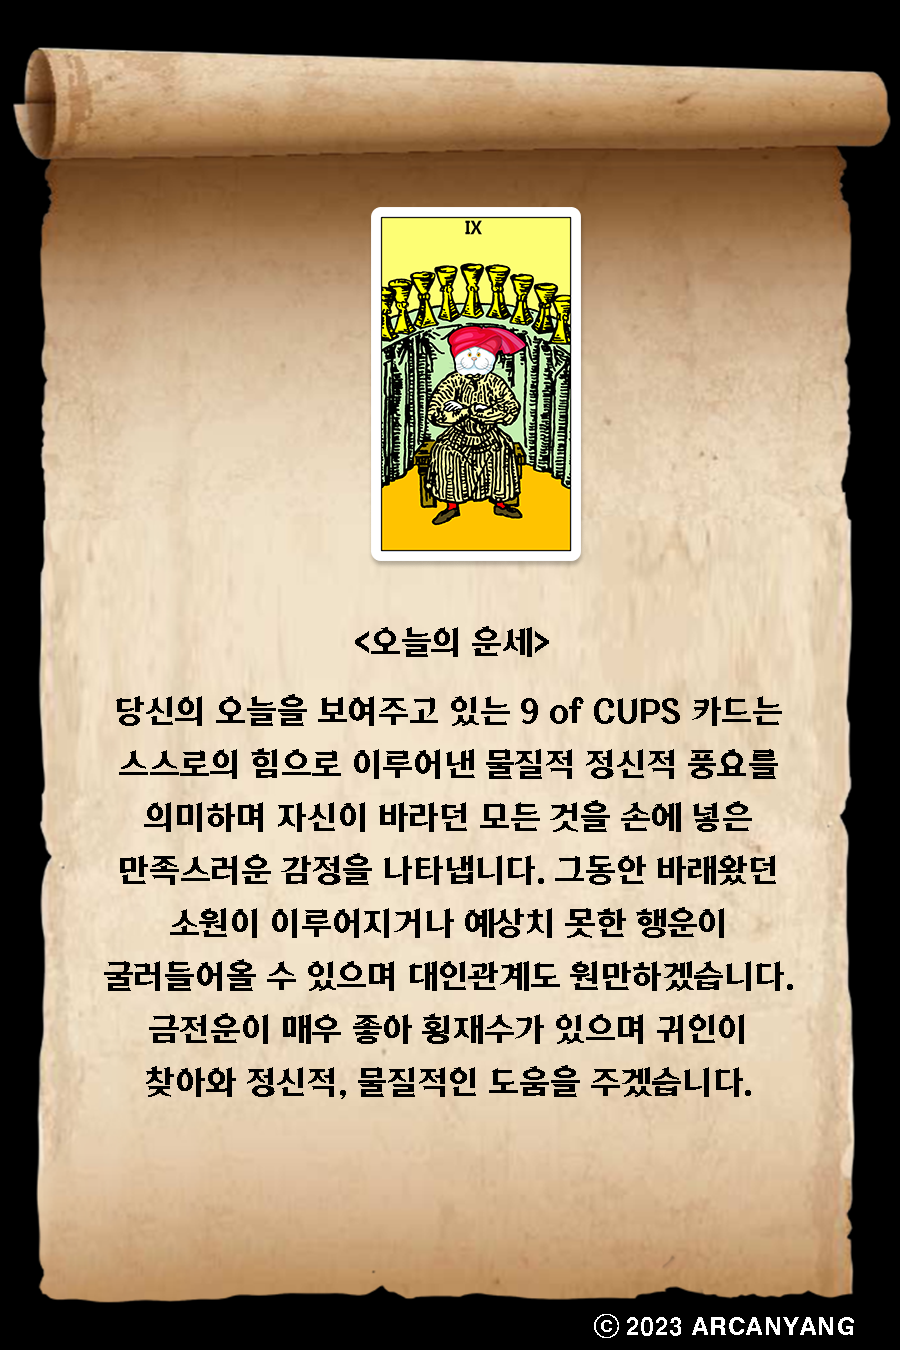 IX
<오늘의 운세>
당신의 오늘을 보여주고 있는 9 of CUPS 카드는
스스로의 힘으로 이루어낸 물질적 정신적 풍요를
의미하며 자신이 바라던 모든 것을 손에 넣은
만족스러운 감정을 나타냅니다. 그동안 바래왔던
소원이 이루어지거나 예상치 못한 행운이
굴러들어올 수 있으며 대인관계도 원만하겠습니다.
금전운이 매우 좋아 횡재수가 있으며 귀인이
찾아와 정신적, 물질적인 도움을 주겠습니다.
ⓒ 2023 ARCANYANG